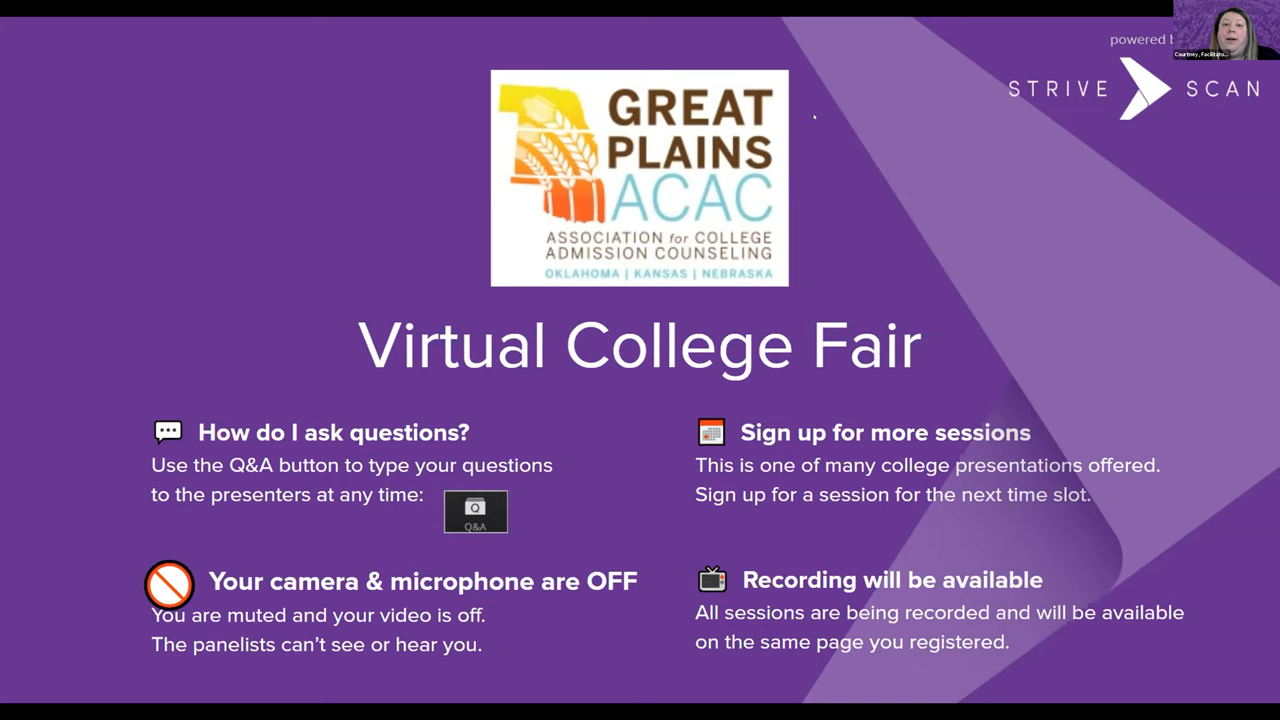 powered b
Courtney, Facilitato...
STRIVE SCAN
GREAT
PLAINS
ACAC
ASSOCIATION for COLLEGE
ADMISSION COUNSELING
OKLAHOMA | KANSAS | NEBRASKA
Virtual College Fair
How do I ask questions?
Use the Q&A button to type your questions
to the presenters at any time:
Q
Q&A
Sign up for more sessions
This is one of many college presentations offered.
Sign up for a session for the next time slot.
Your camera & microphone are OFF
You are muted and your video is off.
The panelists can’t see or hear you.
Recording will be available
All sessions are being recorded and will be available
on the same page you registered.